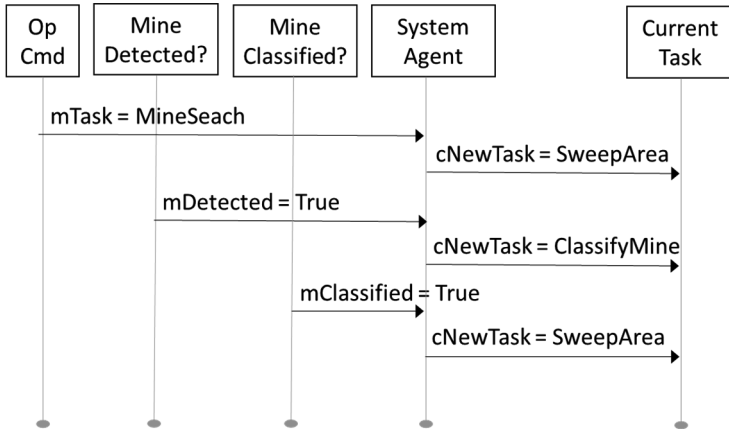 Op
Cmd
Mine
Detected?
Mine
Classified?
System
Agent
Current
Task
mTask = MineSeach
cNewTask = SweepArea
mDetected = True
cNewTask = ClassifyMine
mClassified = True
cNewTask = SweepArea